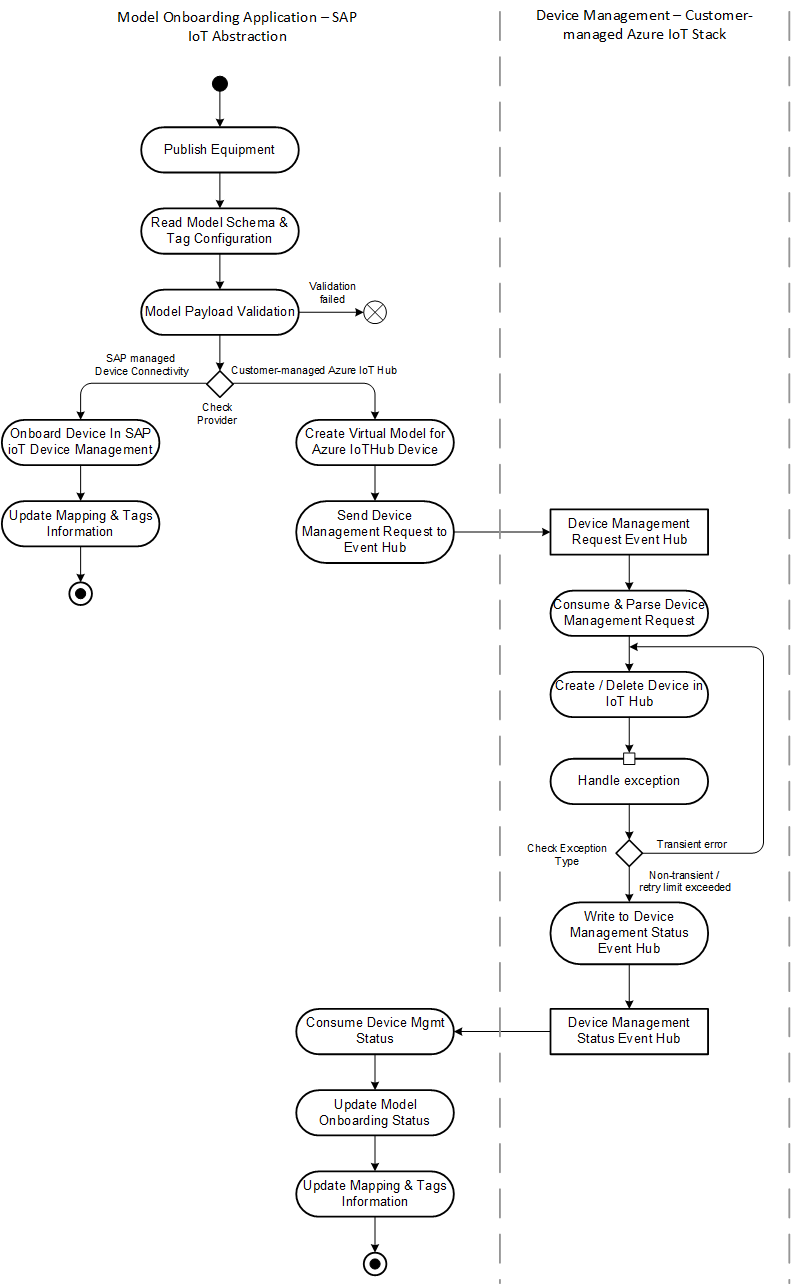 Model Onboarding Application – SAP
IoT Abstraction
Device Management – Customer-
managed Azure IoT Stack
Publish Equipment
Read Model Schema &
Tag Configuration
Model Payload Validation
Validation
failed
SAP managed
Device Connectivity
Customer-managed Azure IoT Hub
Check
Provider
Onboard Device In SAP
ioT Device Management
Create Virtual Model for
Azure IoTHub Device
Update Mapping & Tags
Information
Send Device
Management Request to
Event Hub
Device Management
Request Event Hub
Consume & Parse Device
Management Request
Create / Delete Device in
IoT Hub
Handle exception
Check Exception
Type
Transient error
Non-transient /
retry limit exceeded
Write to Device
Management Status
Event Hub
Device Management
Status Event Hub
Consume Device Mgmt
Status
Update Model
Onboarding Status
Update Mapping & Tags
Information